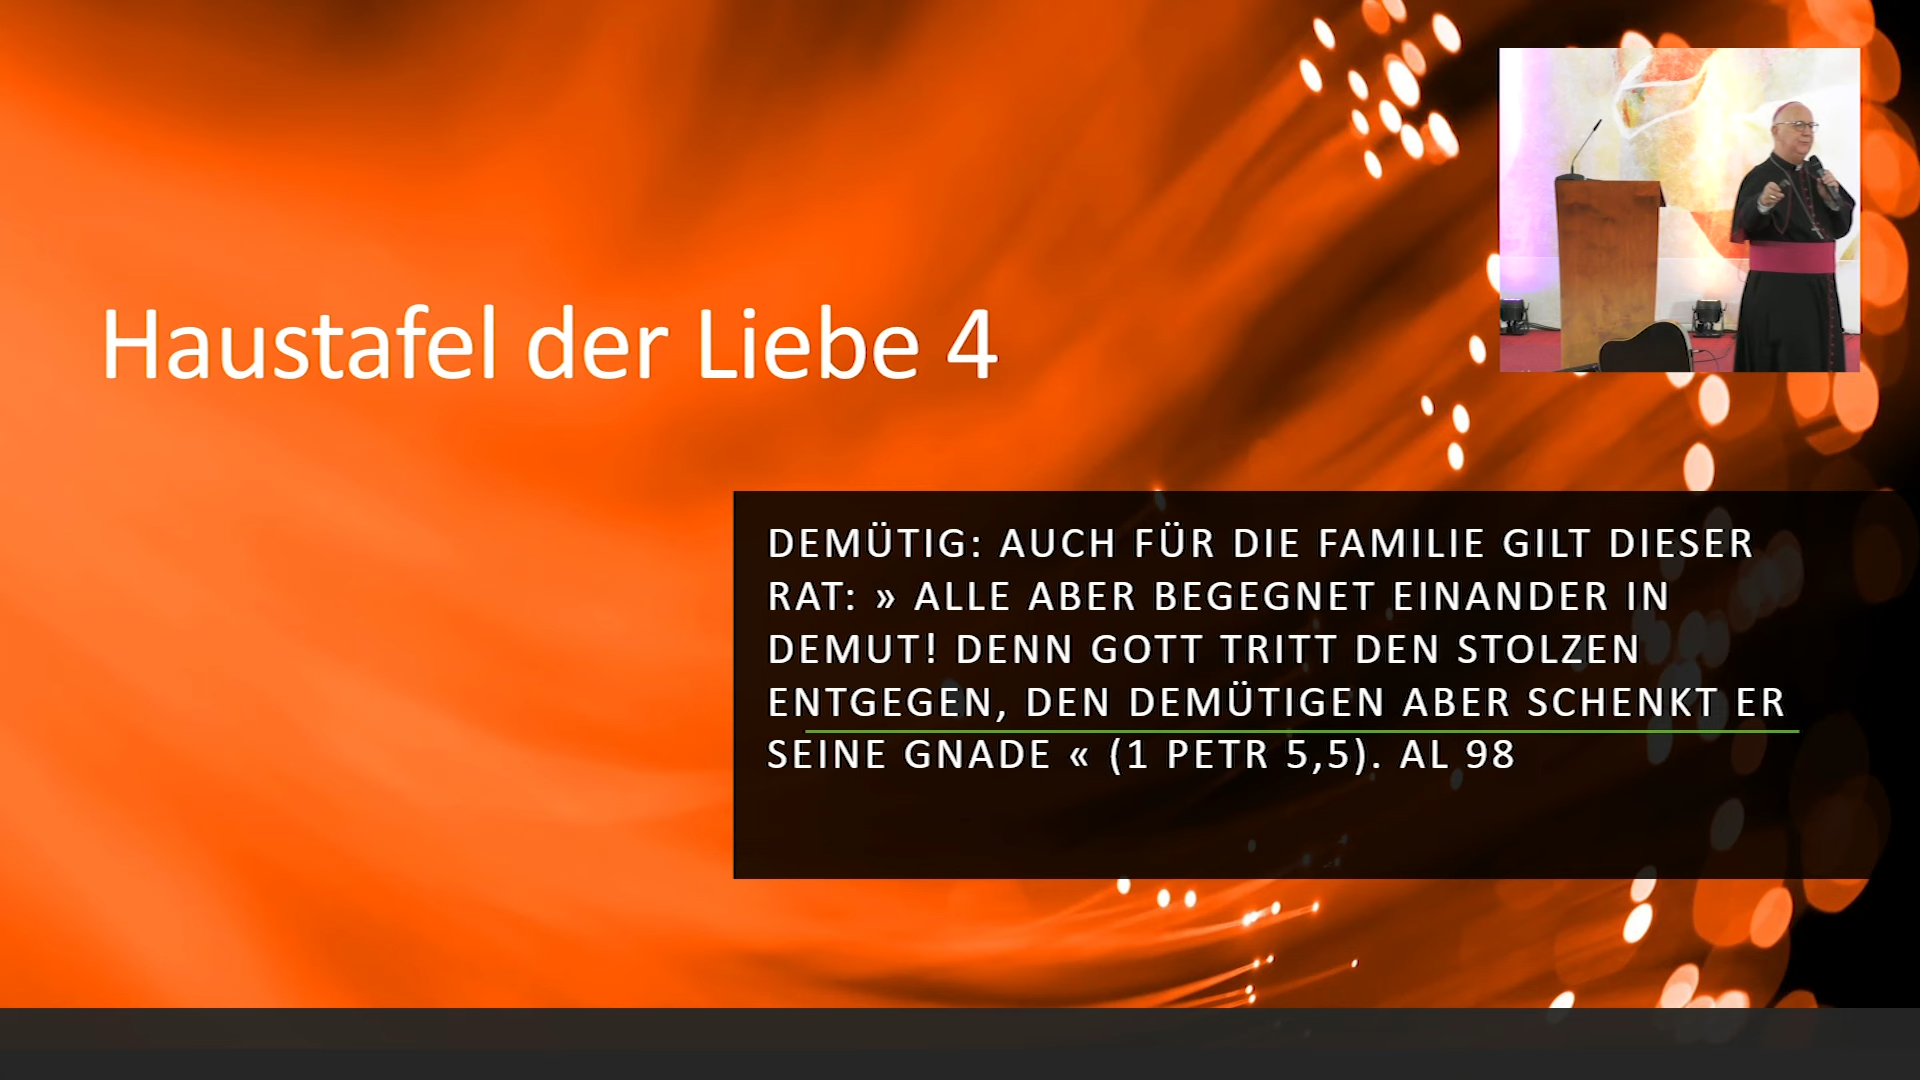 Haustafel der Liebe 4
DEMÜTIG: AUCH FÜR DIE FAMILIE GILT DIESER
RAT: » ALLE ABER BEGEGNET EINANDER IN
DEMUT! DENN GOTT TRITT DEN STOLZEN
ENTGEGEN, DEN DEMÜTIGEN ABER SCHENKT ER
SEINE GNADE « (1 PETR 5,5). AL 98